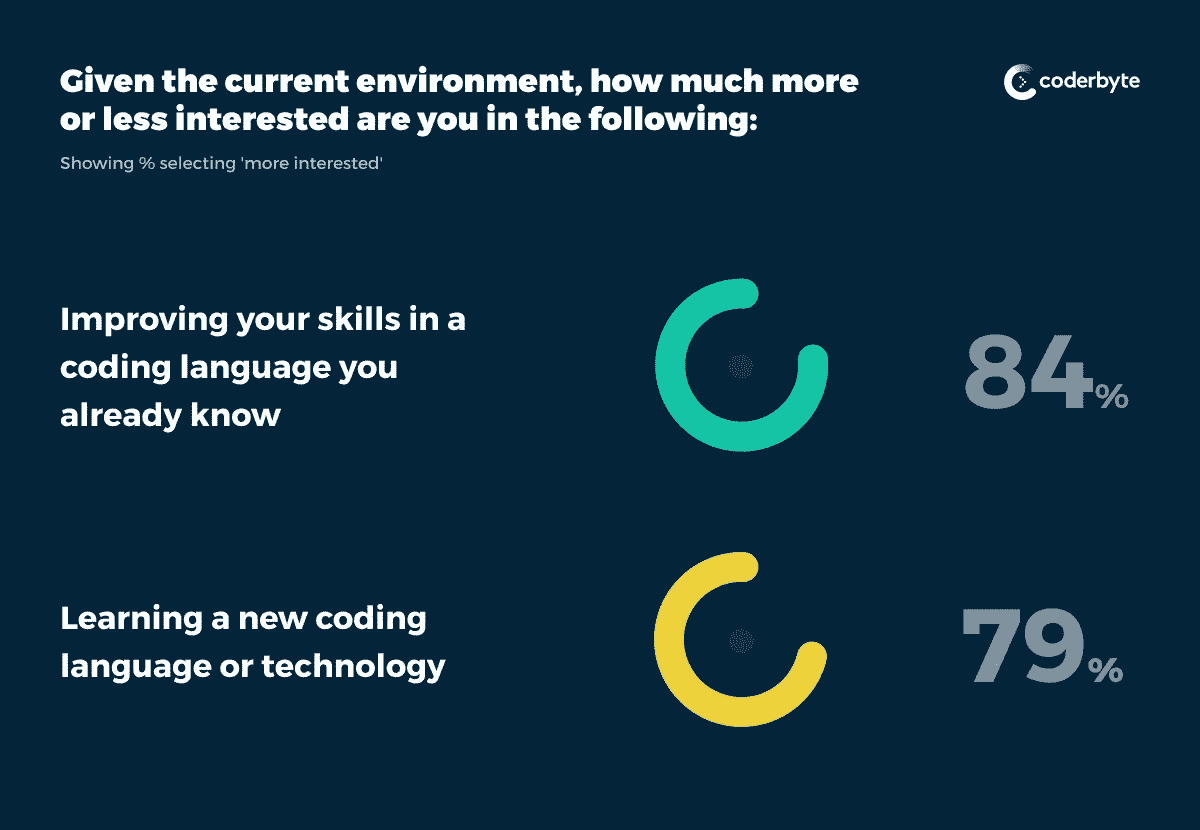 Given the current environment, how much more
or less interested are you in the following:
coderbyte
Showing % selecting 'more interested'
Improving your skills in a
coding language you
already know
84%
Learning a new coding
language or technology
79%